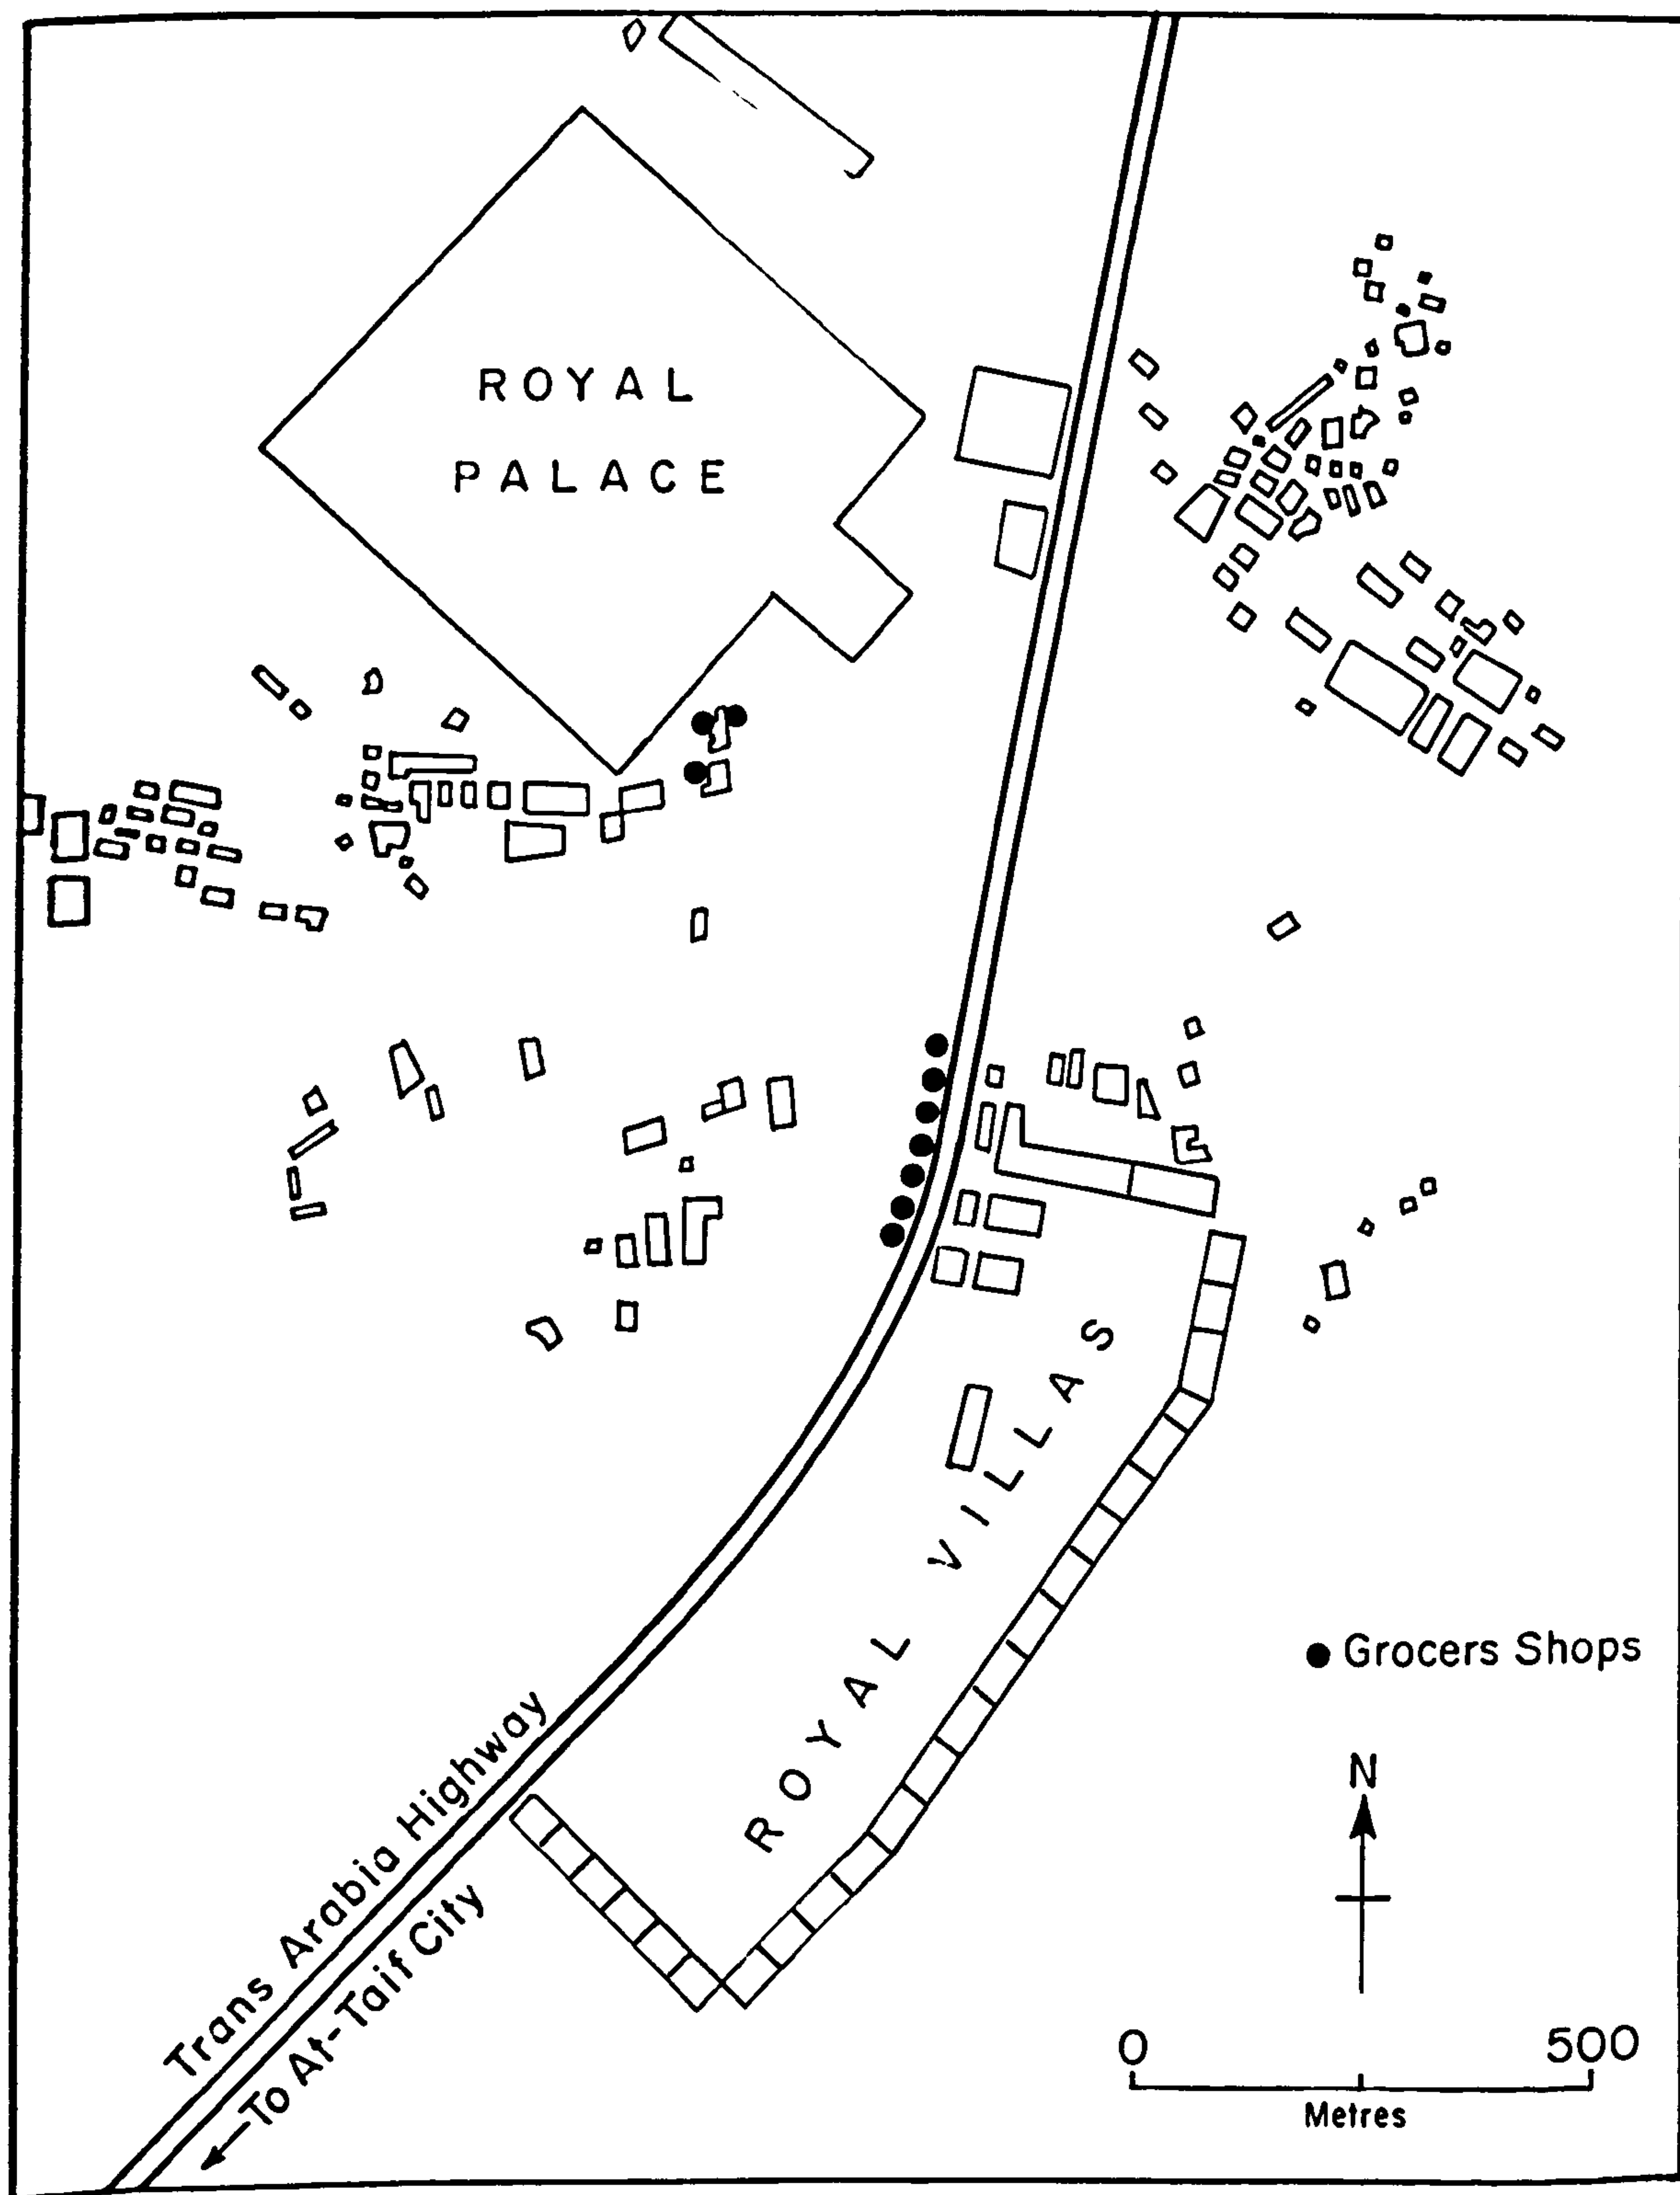 ROYAL
PALACE
ROYAL VILLAS
Grocers Shops
N
Trans Arabia Highway
To At-Taif City
0 500
Metres